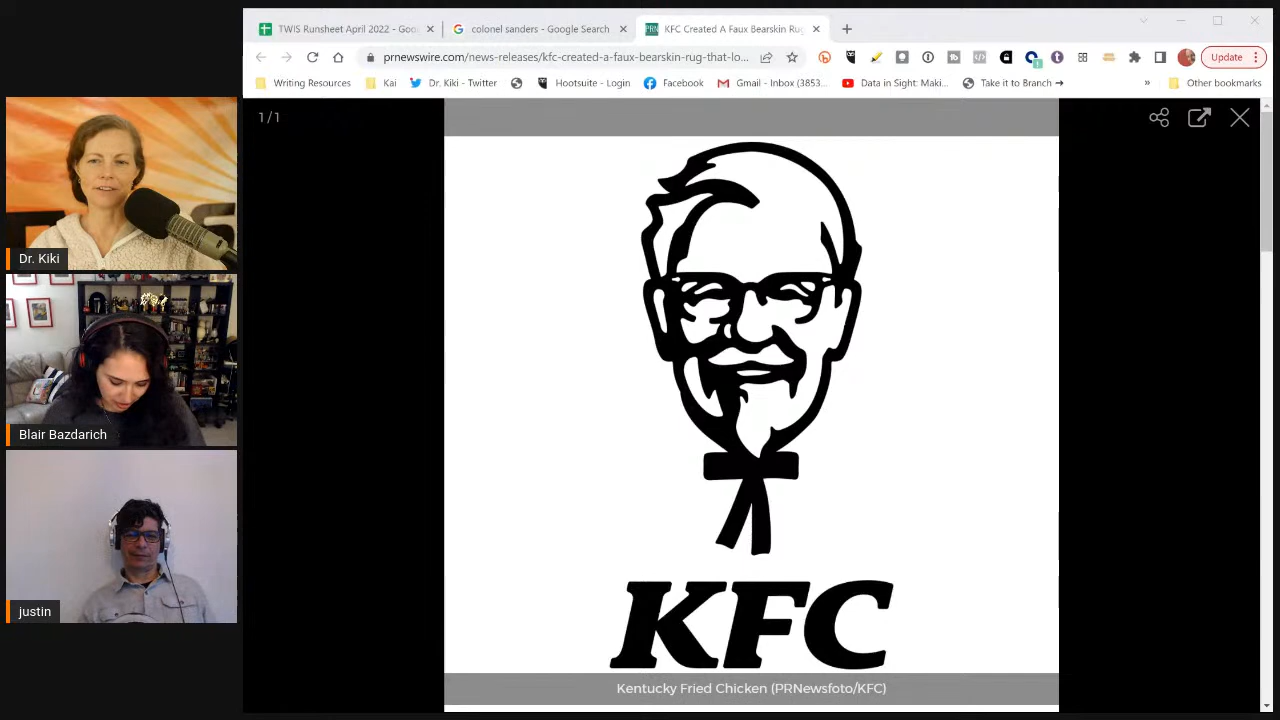 TWIS Runsheet April 2022 - Goo
colonel sanders - Google Search
PRN
KFC Created A Faux Bearskin Rug
prnewswire.com/news-releases/kfc-created-a-faux-bearskin-rug-that-lo...
Update
Writing Resources
Kai
Dr. Kiki - Twitter
Hootsuite - Login
Facebook
Gmail - Inbox (3853...
Data in Sight: Maki...
Take it to Branch →
»
Other bookmarks
1 / 1
Dr. Kiki
Blair Bazdarich
justin
KFC
Kentucky Fried Chicken (PRNewsfoto/KFC)